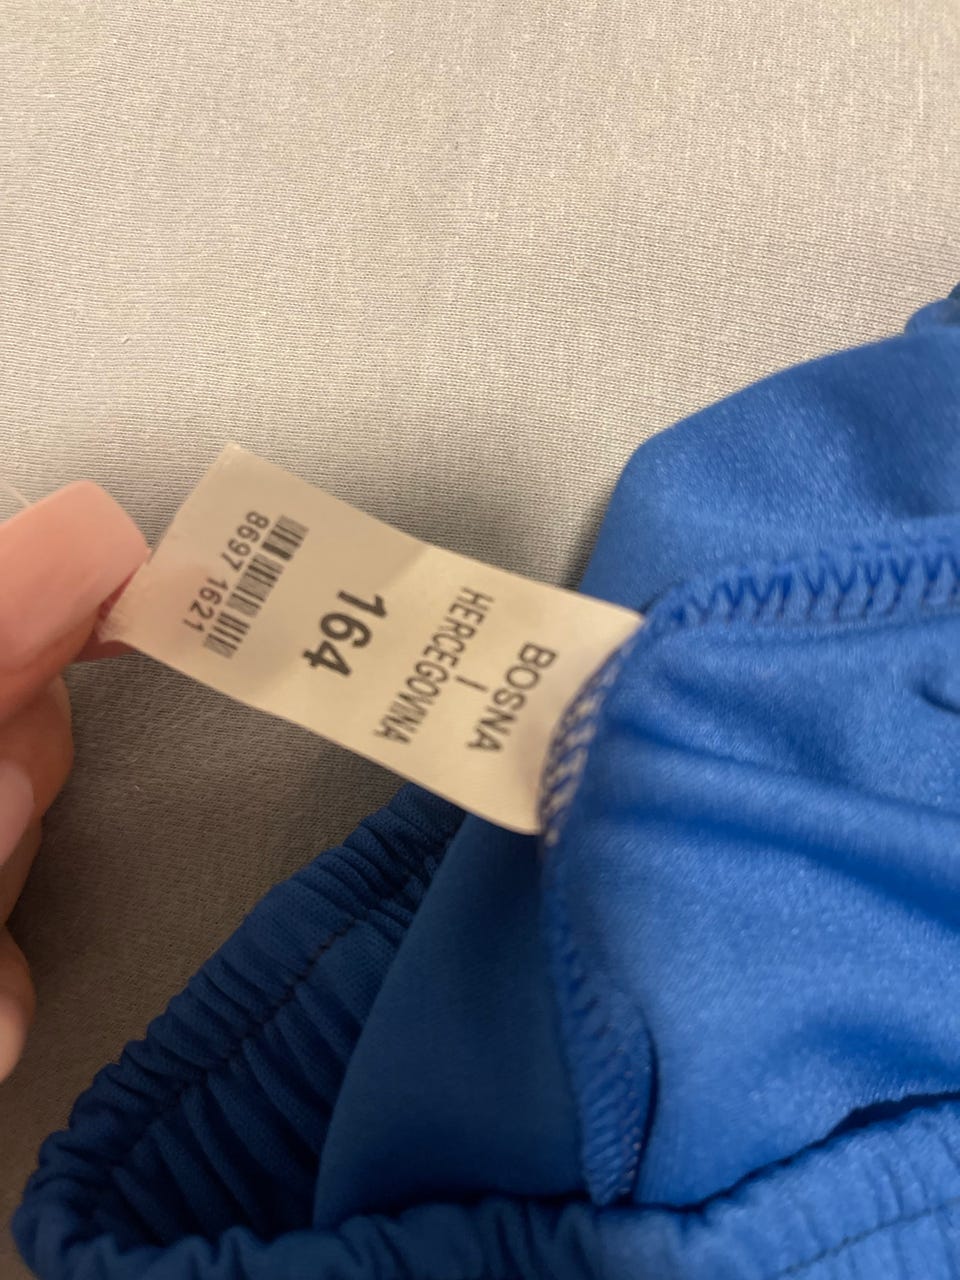 BOSNA
I
HERCEGOVINA
164
8697 1621